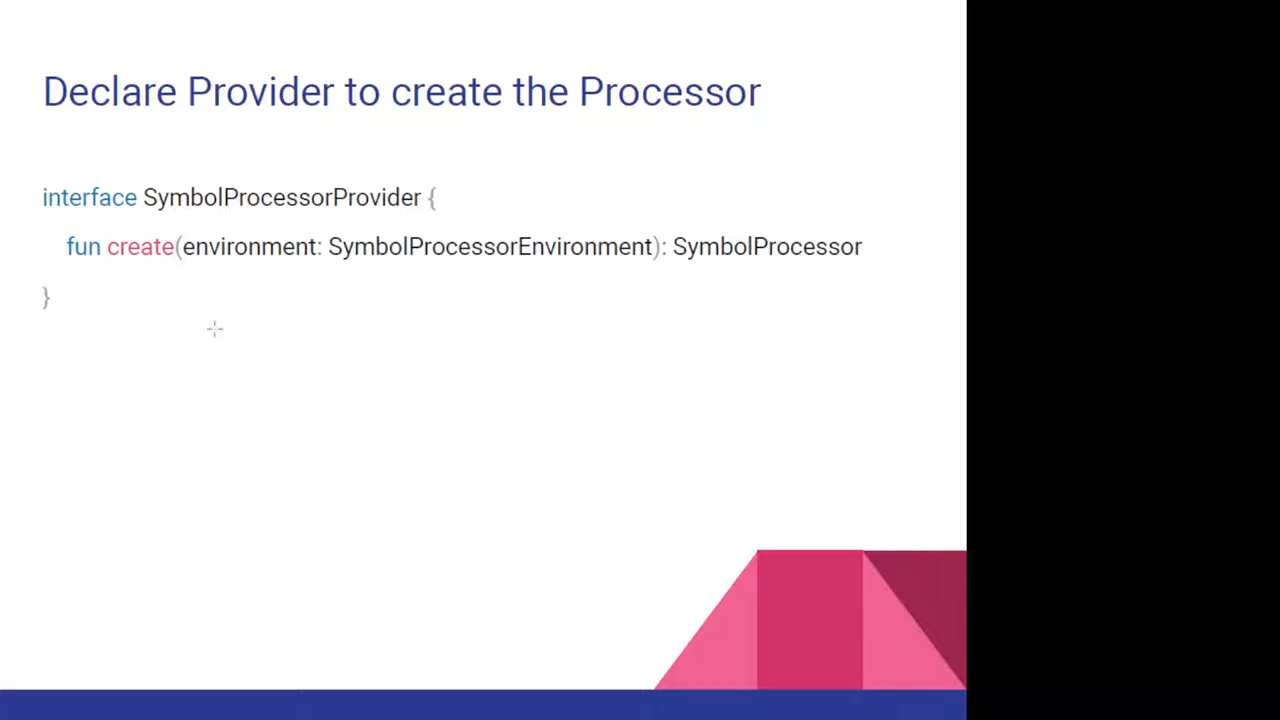 Declare Provider to create the Processor
interface SymbolProcessorProvider {
fun create(environment: SymbolProcessorEnvironment): SymbolProcessor
}